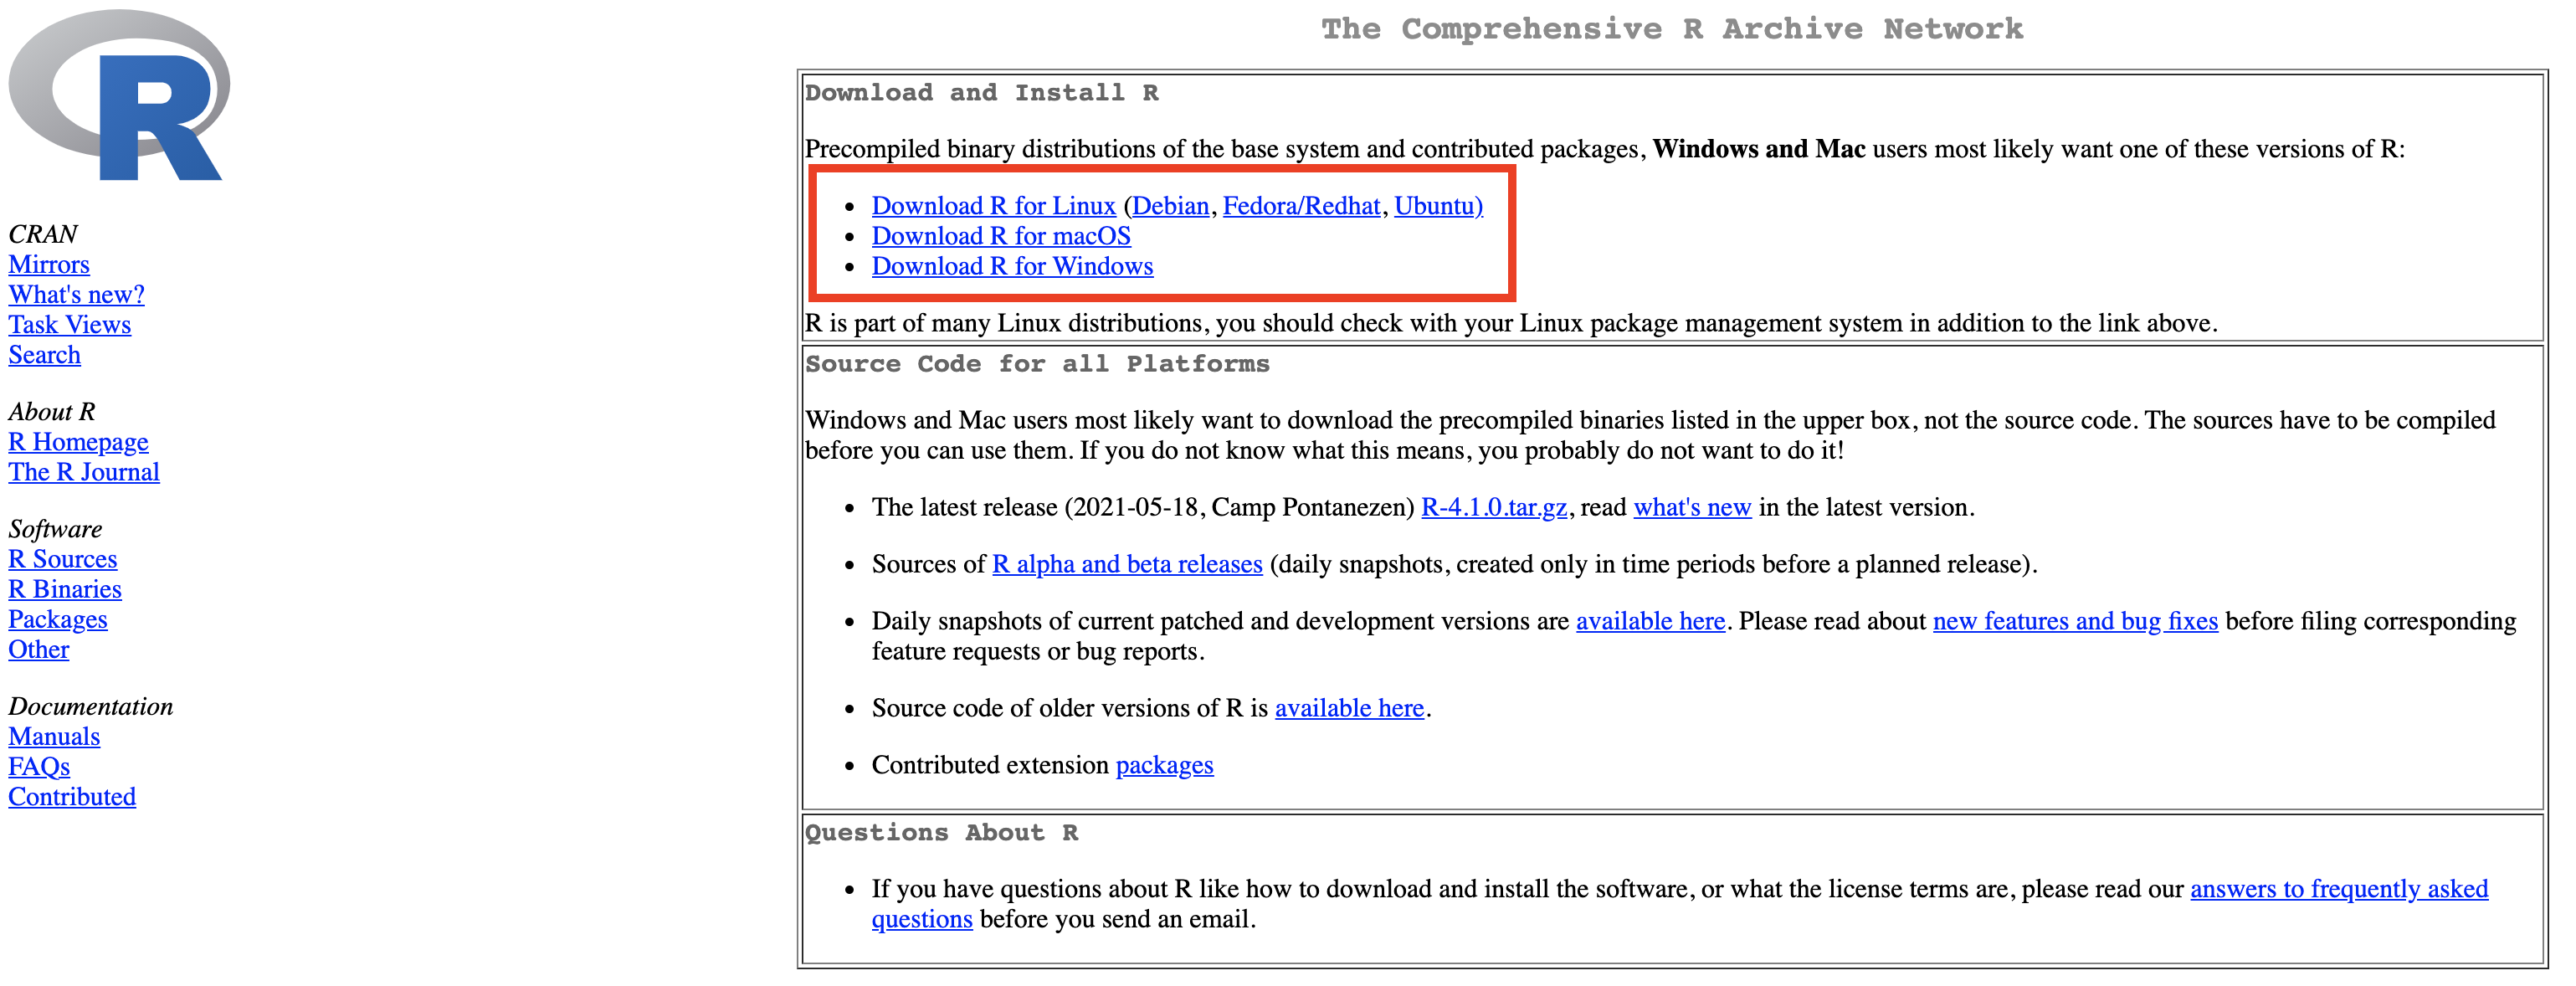 R
CRAN
Mirrors
What's new?
Task Views
Search
About R
R Homepage
The R Journal
Software
R Sources
R Binaries
Packages
Other
Documentation
Manuals
FAQs
Contributed
The Comprehensive R Archive Network
Download and Install R
Precompiled binary distributions of the base system and contributed packages, Windows and Mac users most likely want one of these versions of R:
• Download R for Linux (Debian, Fedora/Redhat, Ubuntu)
• Download R for macOS
• Download R for Windows
R is part of many Linux distributions, you should check with your Linux package management system in addition to the link above.
Source Code for all Platforms
Windows and Mac users most likely want to download the precompiled binaries listed in the upper box, not the source code. The sources have to be compiled
before you can use them. If you do not know what this means, you probably do not want to do it!
• The latest release (2021-05-18, Camp Pontanezen) R-4.1.0.tar.gz, read what's new in the latest version.
• Sources of R alpha and beta releases (daily snapshots, created only in time periods before a planned release).
• Daily snapshots of current patched and development versions are available here. Please read about new features and bug fixes before filing corresponding
feature requests or bug reports.
• Source code of older versions of R is available here.
• Contributed extension packages
Questions About R
• If you have questions about R like how to download and install the software, or what the license terms are, please read our answers to frequently asked
questions before you send an email.